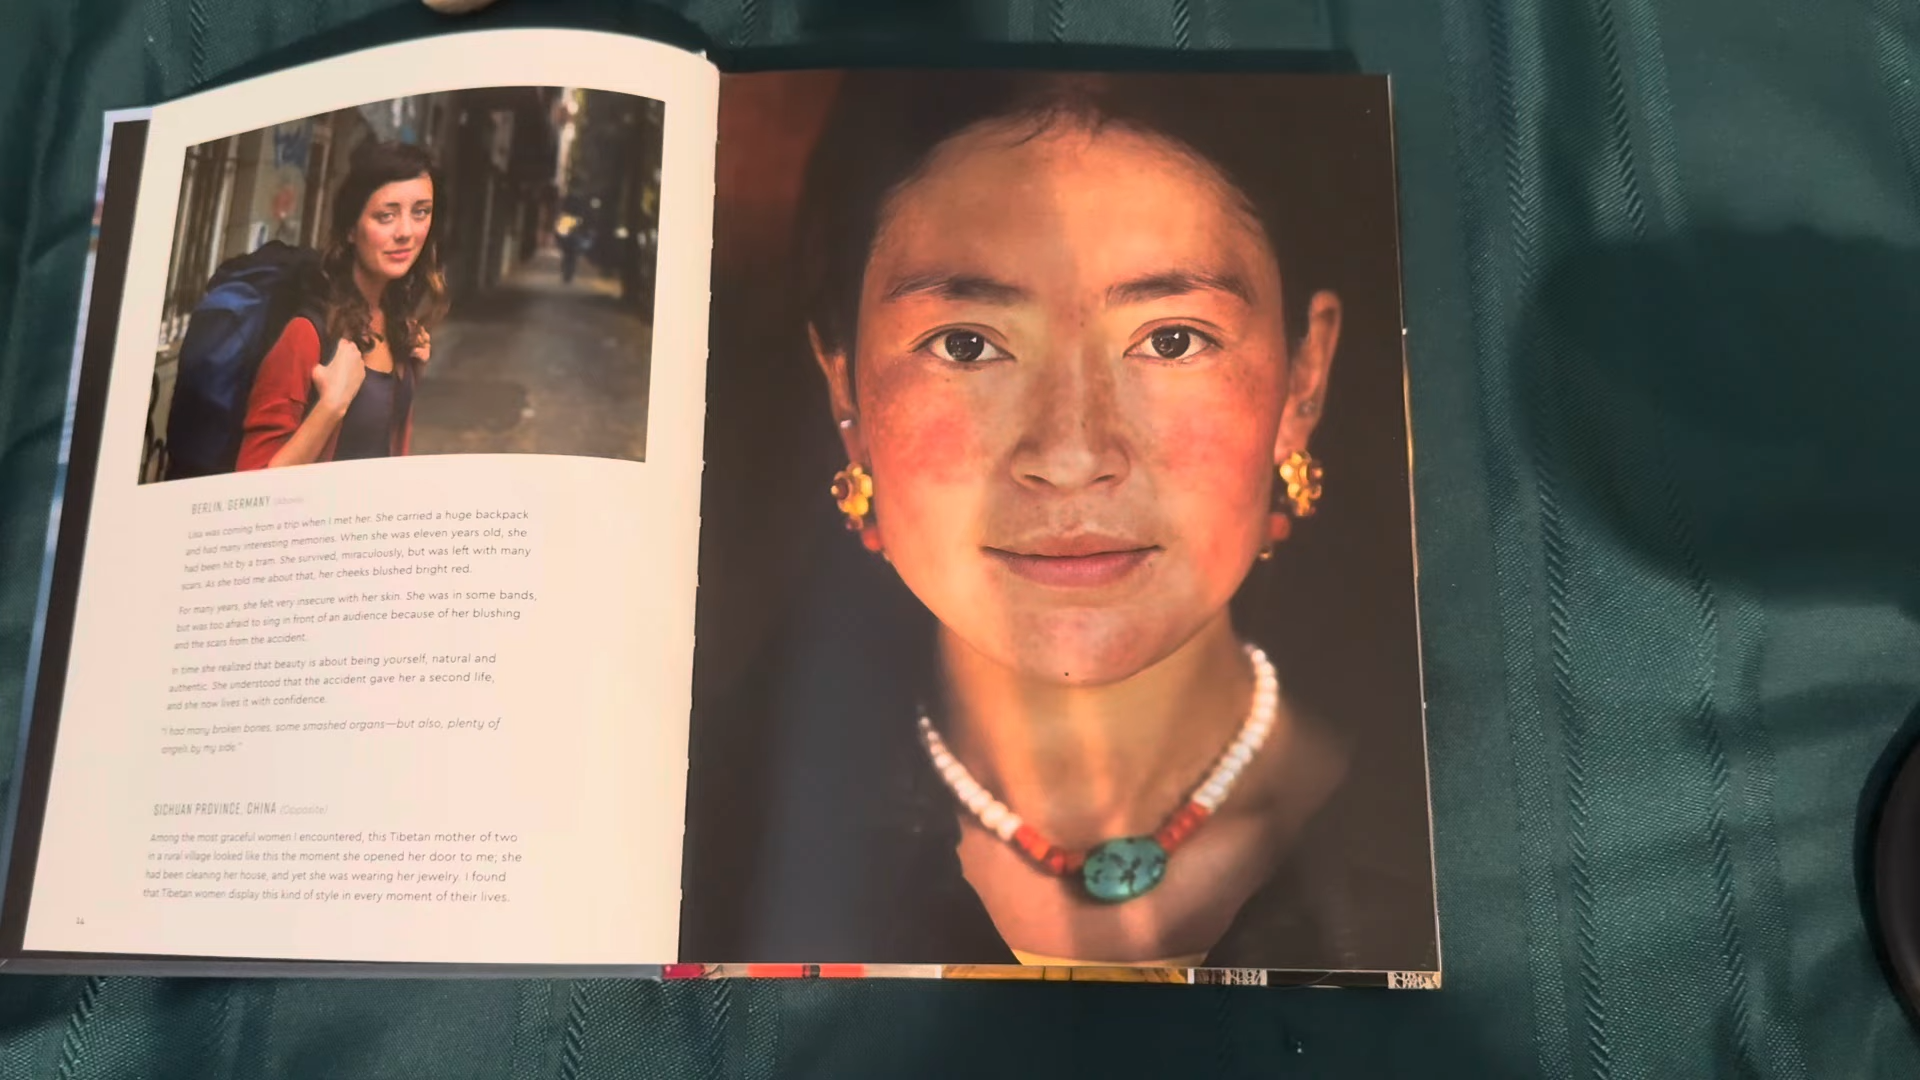 BERLIN, GERMANY (Above)
Lisa was coming from a trip when I met her. She carried a huge backpack
and had many interesting memories. When she was eleven years old, she
had been hit by a tram. She survived, miraculously, but was left with many
scars. As she told me about that, her cheeks blushed bright red.
For many years, she felt very insecure with her skin. She was in some bands,
but was too afraid to sing in front of an audience because of her blushing
and the scars from the accident.
In time she realized that beauty is about being yourself, natural and
authentic. She understood that the accident gave her a second life,
and she now lives it with confidence.
"I had many broken bones, some smashed organs—but also, plenty of
angels by my side."
SICHUAN PROVINCE, CHINA (Opposite)
Among the most graceful women I encountered, this Tibetan mother of two
in a rural village looked like this the moment she opened her door to me; she
had been cleaning her house, and yet she was wearing her jewelry. I found
that Tibetan women display this kind of style in every moment of their lives.